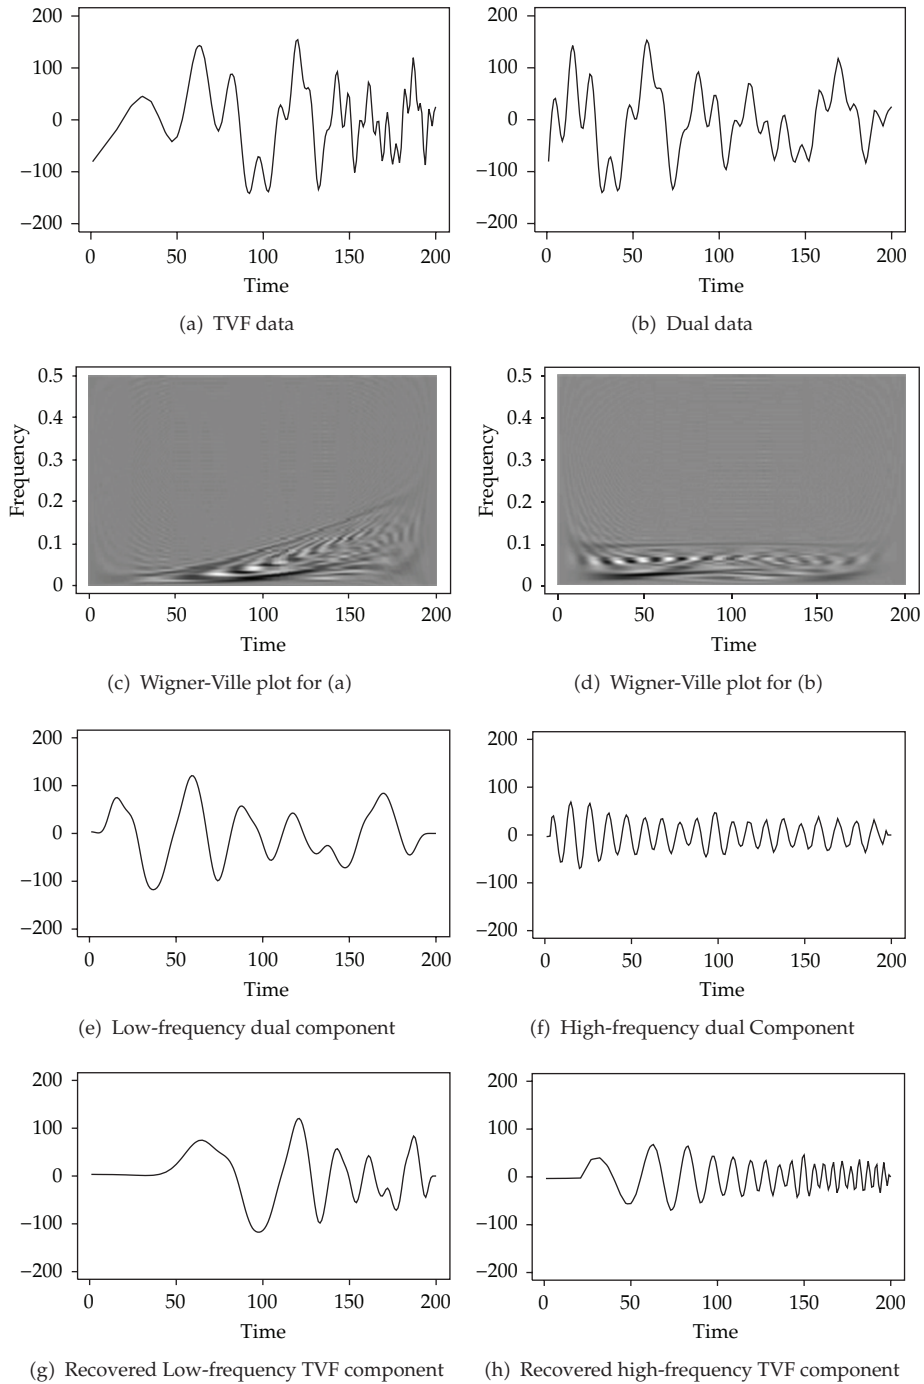 200
100
0
−100
−200
0 50 100 150 200
Time
(a) TVF data
200
100
0
−100
−200
0 50 100 150 200
Time
(b) Dual data
0.5
0.4
0.3
0.2
0.1
0
Frequency
0 50 100 150 200
Time
(c) Wigner-Ville plot for (a)
0.5
0.4
0.3
0.2
0.1
0
Frequency
0 50 100 150 200
Time
(d) Wigner-Ville plot for (b)
200
100
0
−100
−200
0 50 100 150 200
Time
(e) Low-frequency dual component
200
100
0
−100
−200
0 50 100 150 200
Time
(f) High-frequency dual Component
200
100
0
−100
−200
0 50 100 150 200
Time
(g) Recovered Low-frequency TVF component
200
100
0
−100
−200
0 50 100 150 200
Time
(h) Recovered high-frequency TVF component